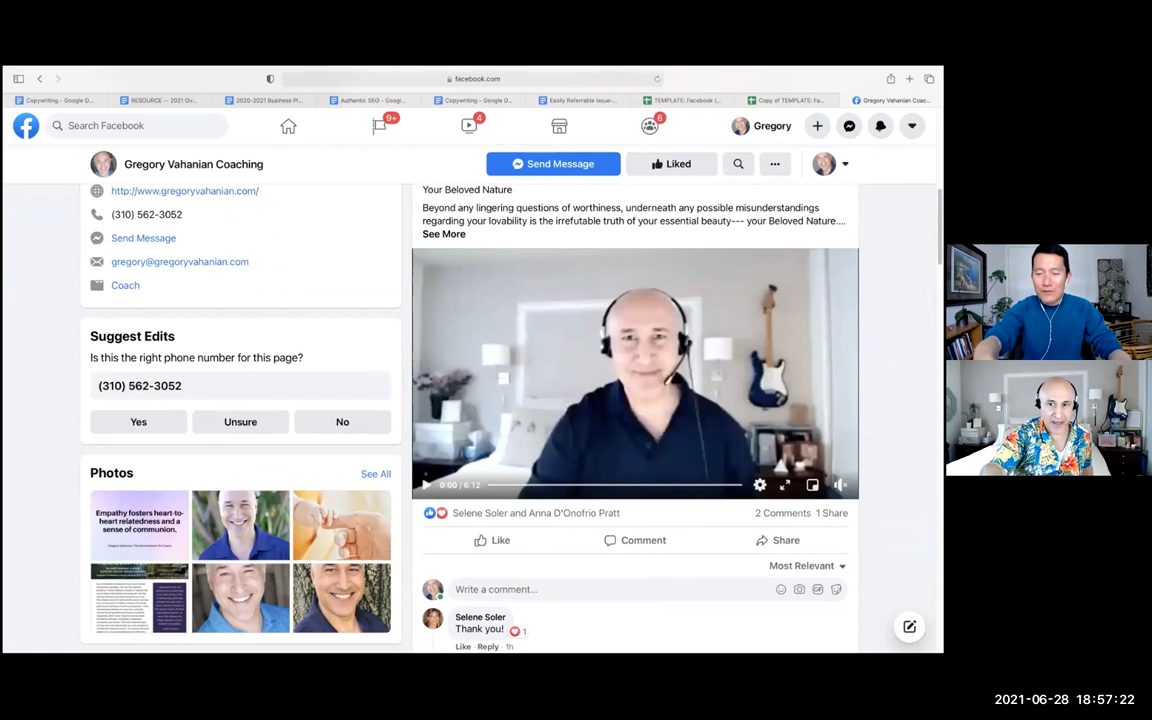 facebook.com
Copywriting - Google D...
RESOURCE -- 2021 Ov...
2020-2021 Business Pl...
Authentic SEO - Googl...
Copywriting - Google D...
Easily Referrable Issue-...
TEMPLATE: Facebook (...
Copy of TEMPLATE: Fa...
Gregory Vahanian Coac...
Search Facebook
9+
4
6
Gregory
Gregory Vahanian Coaching
Send Message
Liked
http://www.gregoryvahanian.com/
(310) 562-3052
Send Message
gregory@gregoryvahanian.com
Coach
Suggest Edits
Is this the right phone number for this page?
(310) 562-3052
Yes
Unsure
No
Photos
See All
Empathy fosters heart-to-
heart relatedness and a
sense of communion.
Your Beloved Nature
Beyond any lingering questions of worthiness, underneath any possible misunderstandings
regarding your lovability is the irrefutable truth of your essential beauty--- your Beloved Nature....
See More
0:00 / 6:12
Selene Soler and Anna D'Onofrio Pratt
2 Comments 1 Share
Like
Comment
Share
Most Relevant
Write a comment...
Selene Soler
Thank you!
1
Like · Reply · 1h
2021-06-28 18:57:22